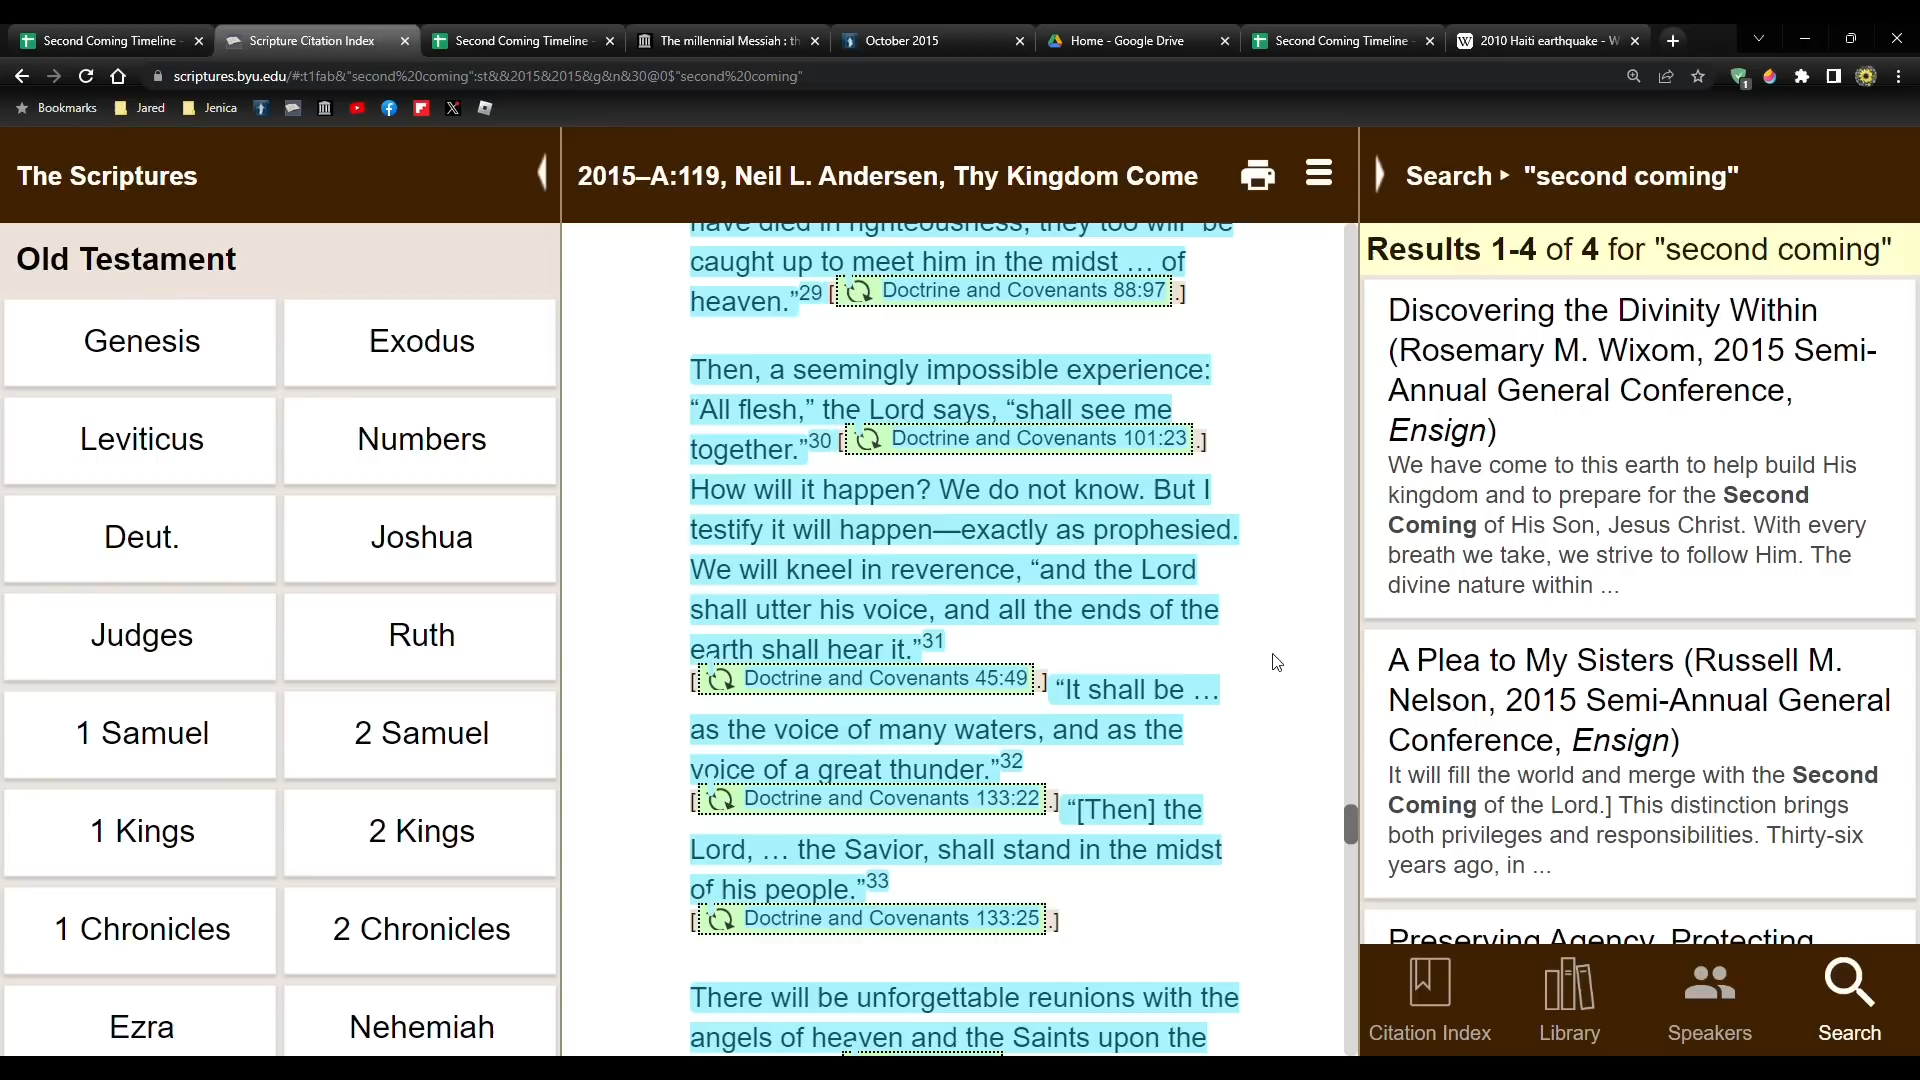 Second Coming Timeline -
Scripture Citation Index
Second Coming Timeline -
The millennial Messiah : th
October 2015
Home - Google Drive
Second Coming Timeline -
2010 Haiti earthquake - W
scriptures.byu.edu/#:t1fab&"second%20coming":st&&2015&2015&g&n&30@0$"second%20coming"
Bookmarks
Jared
Jenica
The Scriptures
Old Testament
Genesis
Exodus
Leviticus
Numbers
Deut.
Joshua
Judges
Ruth
1 Samuel
2 Samuel
1 Kings
2 Kings
1 Chronicles
2 Chronicles
Ezra
Nehemiah
2015–A:119, Neil L. Andersen, Thy Kingdom Come
have died in righteousness, they too will “be
caught up to meet him in the midst … of
heaven.”29 [ Doctrine and Covenants 88:97 .]
Then, a seemingly impossible experience:
“All flesh,” the Lord says, “shall see me
together.”30 [ Doctrine and Covenants 101:23 .]
How will it happen? We do not know. But I
testify it will happen—exactly as prophesied.
We will kneel in reverence, “and the Lord
shall utter his voice, and all the ends of the
earth shall hear it.”31
[ Doctrine and Covenants 45:49 .] “It shall be …
as the voice of many waters, and as the
voice of a great thunder.”32
[ Doctrine and Covenants 133:22 .] “[Then] the
Lord, … the Savior, shall stand in the midst
of his people.”33
[ Doctrine and Covenants 133:25 .]
There will be unforgettable reunions with the
angels of heaven and the Saints upon the
Search ▸ "second coming"
Results 1-4 of 4 for "second coming"
Discovering the Divinity Within
(Rosemary M. Wixom, 2015 Semi-
Annual General Conference,
Ensign)
We have come to this earth to help build His
kingdom and to prepare for the Second
Coming of His Son, Jesus Christ. With every
breath we take, we strive to follow Him. The
divine nature within ...
A Plea to My Sisters (Russell M.
Nelson, 2015 Semi-Annual General
Conference, Ensign)
It will fill the world and merge with the Second
Coming of the Lord.] This distinction brings
both privileges and responsibilities. Thirty-six
years ago, in ...
Preserving Agency, Protecting
Citation Index
Library
Speakers
Search